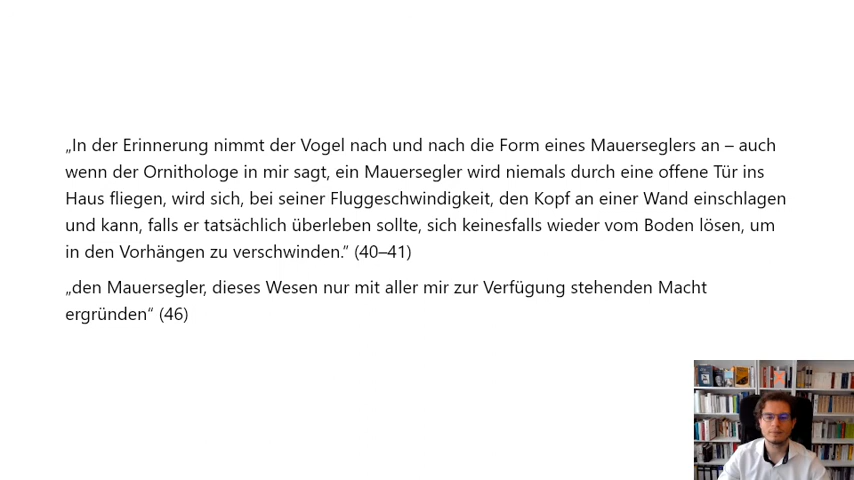 „In der Erinnerung nimmt der Vogel nach und nach die Form eines Mauerseglers an – auch
wenn der Ornithologe in mir sagt, ein Mauersegler wird niemals durch eine offene Tür ins
Haus fliegen, wird sich, bei seiner Fluggeschwindigkeit, den Kopf an einer Wand einschlagen
und kann, falls er tatsächlich überleben sollte, sich keinesfalls wieder vom Boden lösen, um
in den Vorhängen zu verschwinden.” (40–41)
„den Mauersegler, dieses Wesen nur mit aller mir zur Verfügung stehenden Macht
ergründen“ (46)